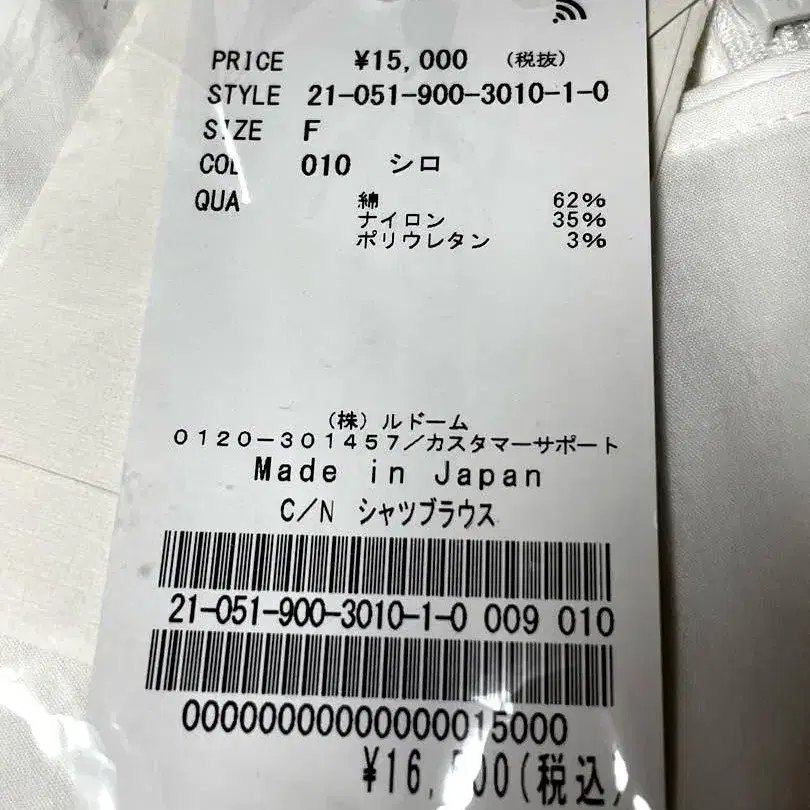 PRICE ¥15,000 (税抜)
STYLE 21-051-900-3010-1-0
SIZE F
COL 010 シロ
QUA 綿 62%
ナイロン 35%
ポリウレタン 3%
(株)ルドーム
0120-301457/カスタマーサポート
Made in Japan
C/N シャツブラウス
21-051-900-3010-1-0 009 010
00000000000000015000
(税込)